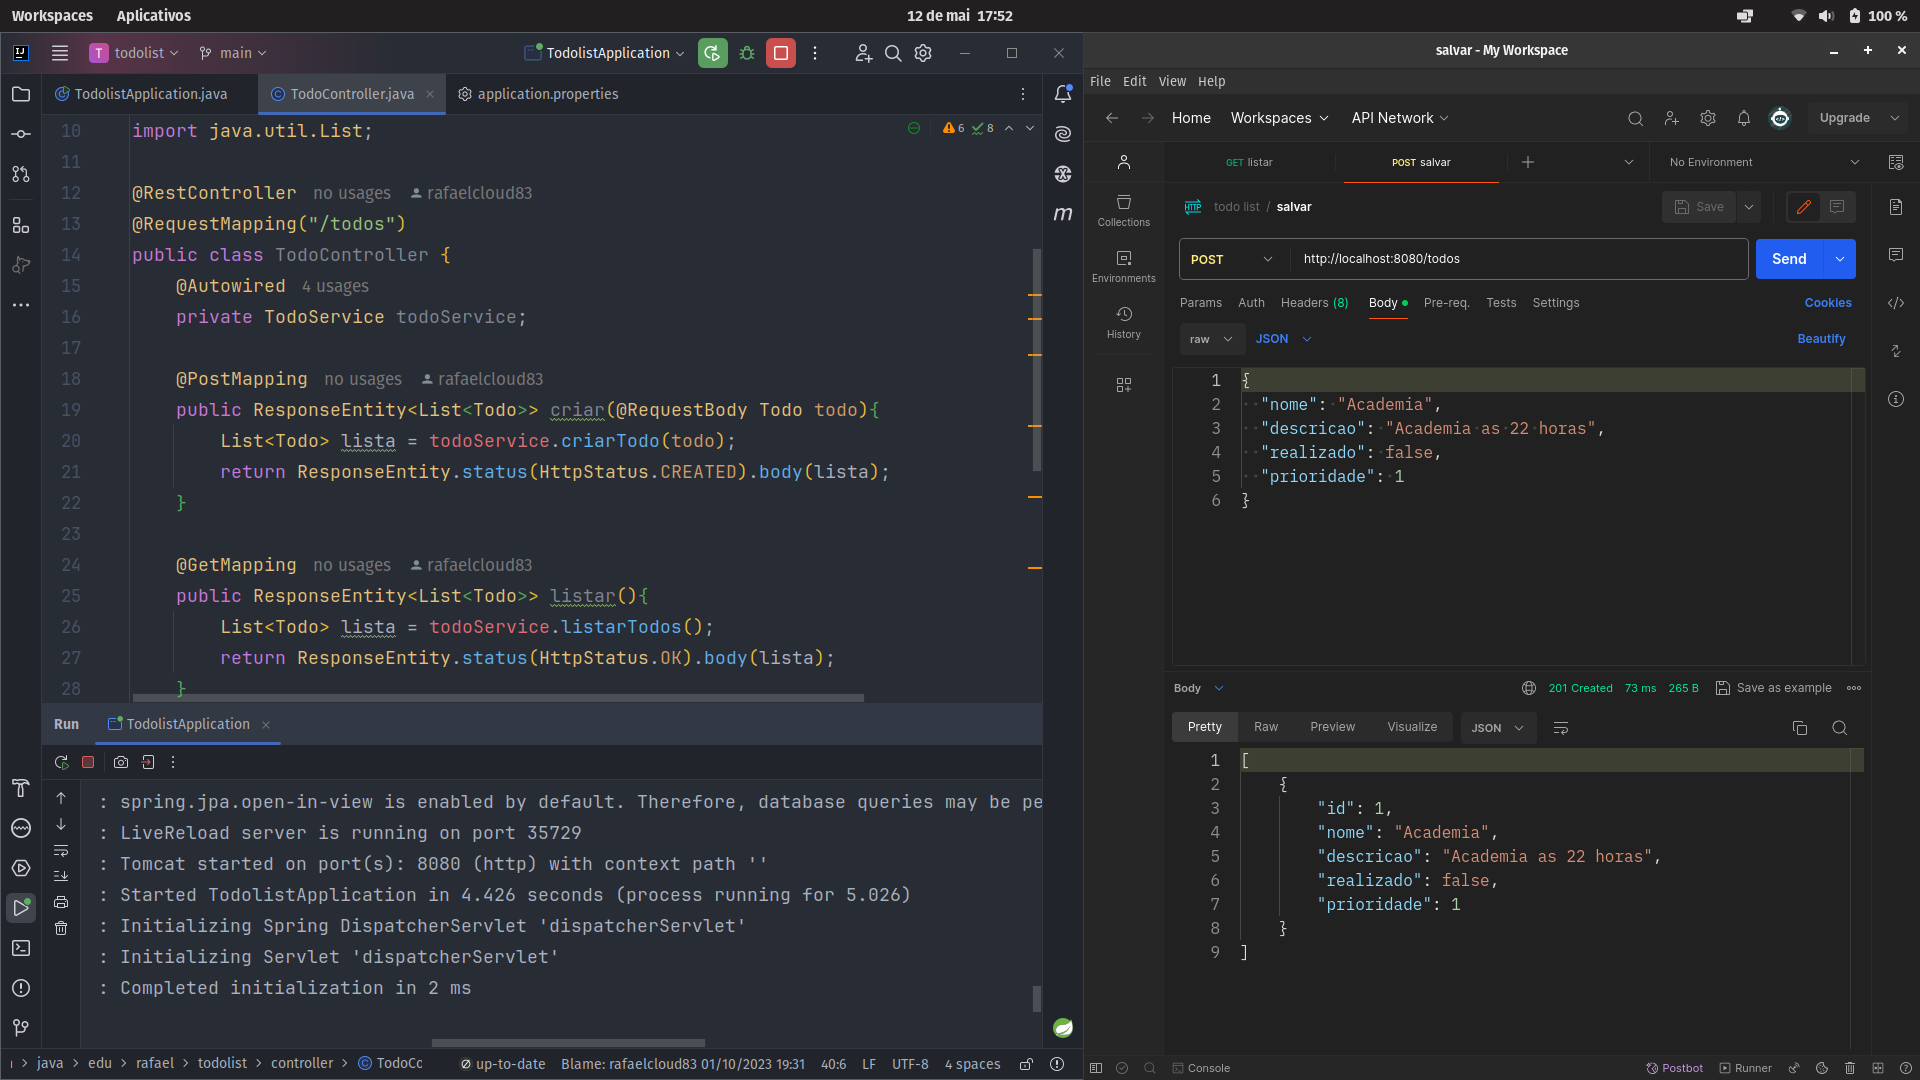 Workspaces Aplicativos 12 de mai 17:52 100 %
T todolist main TodolistApplication
TodolistApplication.java TodoController.java application.properties
6 8
10 import java.util.List;
11
12 @RestController no usages rafaelcloud83
13 @RequestMapping("/todos")
14 public class TodoController {
15 @Autowired 4 usages
16 private TodoService todoService;
17
18 @PostMapping no usages rafaelcloud83
19 public ResponseEntity<List<Todo>> criar(@RequestBody Todo todo){
20 List<Todo> lista = todoService.criarTodo(todo);
21 return ResponseEntity.status(HttpStatus.CREATED).body(lista);
22 }
23
24 @GetMapping no usages rafaelcloud83
25 public ResponseEntity<List<Todo>> listar(){
26 List<Todo> lista = todoService.listarTodos();
27 return ResponseEntity.status(HttpStatus.OK).body(lista);
28 }
Run TodolistApplication
: spring.jpa.open-in-view is enabled by default. Therefore, database queries may be pe
: LiveReload server is running on port 35729
: Tomcat started on port(s): 8080 (http) with context path ''
: Started TodolistApplication in 4.426 seconds (process running for 5.026)
: Initializing Spring DispatcherServlet 'dispatcherServlet'
: Initializing Servlet 'dispatcherServlet'
: Completed initialization in 2 ms
java > edu > rafael > todolist > controller > TodoCo up-to-date Blame: rafaelcloud83 01/10/2023 19:31 40:6 LF UTF-8 4 spaces
salvar - My Workspace
File Edit View Help
Home Workspaces API Network Upgrade
GET listar POST salvar No Environment
Collections
Environments
History
HTTP todo list / salvar Save
POST http://localhost:8080/todos Send
Params Auth Headers (8) Body Pre-req. Tests Settings Cookies
raw JSON Beautify
1 {
2 "nome": "Academia",
3 "descricao": "Academia as 22 horas",
4 "realizado": false,
5 "prioridade": 1
6 }
Body 201 Created 73 ms 265 B Save as example
Pretty Raw Preview Visualize JSON
1 [
2 {
3 "id": 1,
4 "nome": "Academia",
5 "descricao": "Academia as 22 horas",
6 "realizado": false,
7 "prioridade": 1
8 }
9 ]
Console Postbot Runner